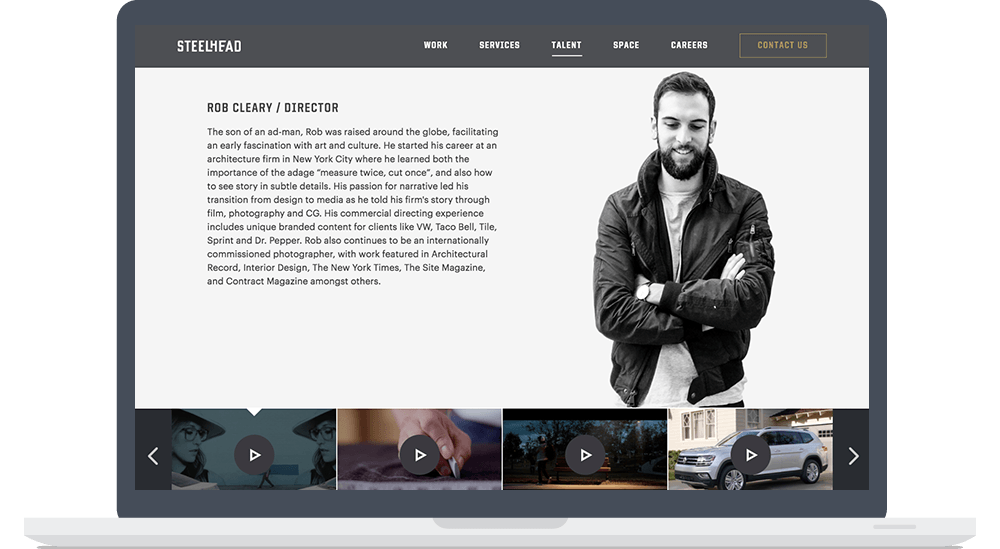 STEELHEAD
WORK SERVICES TALENT SPACE CAREERS CONTACT US
ROB CLEARY / DIRECTOR
The son of an ad-man, Rob was raised around the globe, facilitating
an early fascination with art and culture. He started his career at an
architecture firm in New York City where he learned both the
importance of the adage “measure twice, cut once”, and also how
to see story in subtle details. His passion for narrative led his
transition from design to media as he told his firm's story through
film, photography and CG. His commercial directing experience
includes unique branded content for clients like VW, Taco Bell, Tile,
Sprint and Dr. Pepper. Rob also continues to be an internationally
commissioned photographer, with work featured in Architectural
Record, Interior Design, The New York Times, The Site Magazine,
and Contract Magazine amongst others.